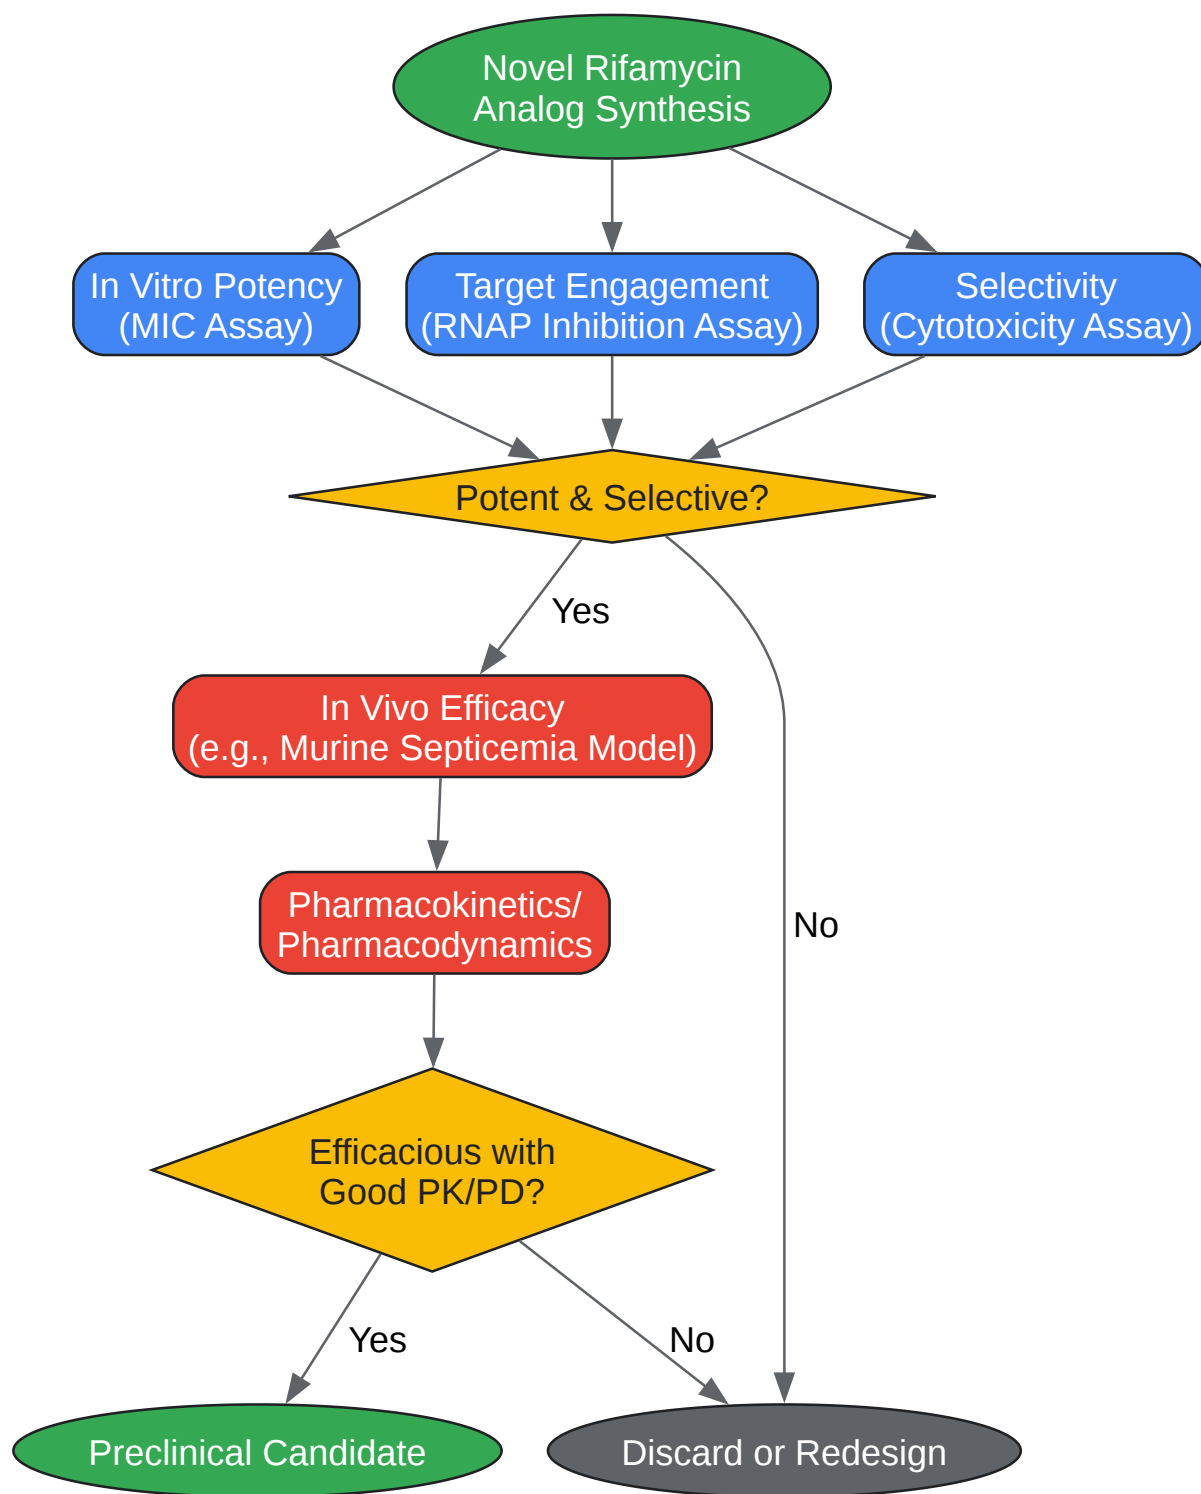 Novel Rifamycin
Analog Synthesis
In Vitro Potency
(MIC Assay)
Target Engagement
(RNAP Inhibition Assay)
Selectivity
(Cytotoxicity Assay)
Potent & Selective?
Yes
In Vivo Efficacy
(e.g., Murine Septicemia Model)
Pharmacokinetics/
Pharmacodynamics
No
Efficacious with
Good PK/PD?
Yes
No
Preclinical Candidate
Discard or Redesign